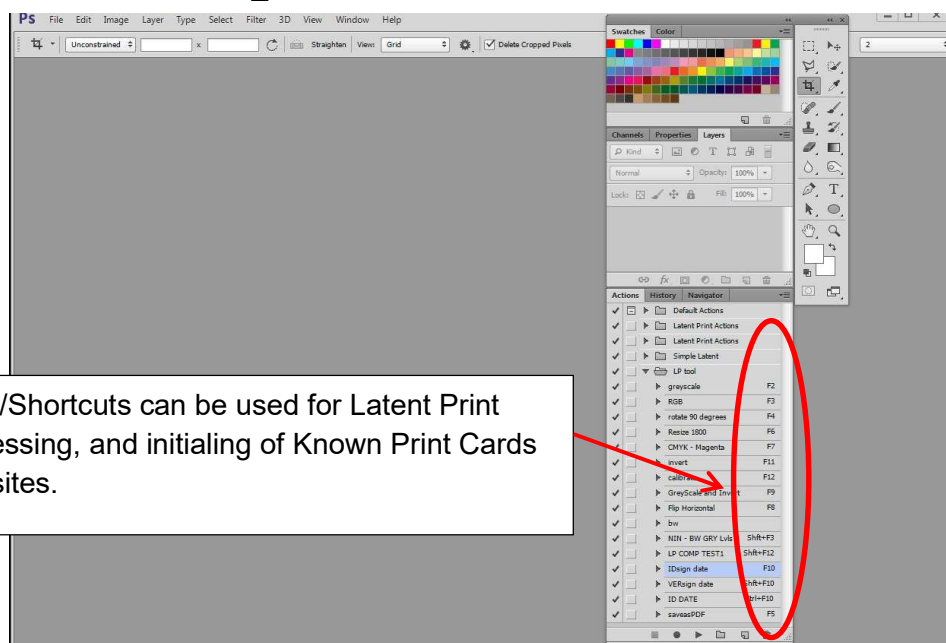 PS File Edit Image Layer Type Select Filter 3D View Window Help
Unconstrained x Straighten View: Grid Delete Cropped Pixels 2
Swatches Color
Channels Properties Layers
Kind
Normal Opacity: 100%
Lock: Fill: 100%
Actions History Navigator
Default Actions
Latent Print Actions
Latent Print Actions
Simple Latent
LP tool
greyscale F2
RGB F3
rotate 90 degrees F4
Resize 1800 F6
CMYK - Magenta F7
invert F11
F12
GreyScale and Invert F9
Flip Horizontal F8
bw
NIN - BW GRY Lvls Shft+F3
LP COMP TEST1 Shft+F12
IDsign date F10
VERsign date Shft+F10
ID DATE Ctrl+F10
saveasPDF F5
/Shortcuts can be used for Latent Print
essing, and initialing of Known Print Cards
sites.